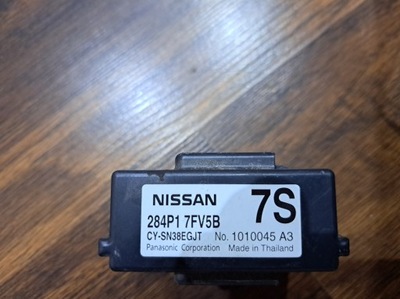 NISSAN 7S
284P1 7FV5B
CY-SN38EGJT No. 1010045 A3
Panasonic Corporation Made in Thailand